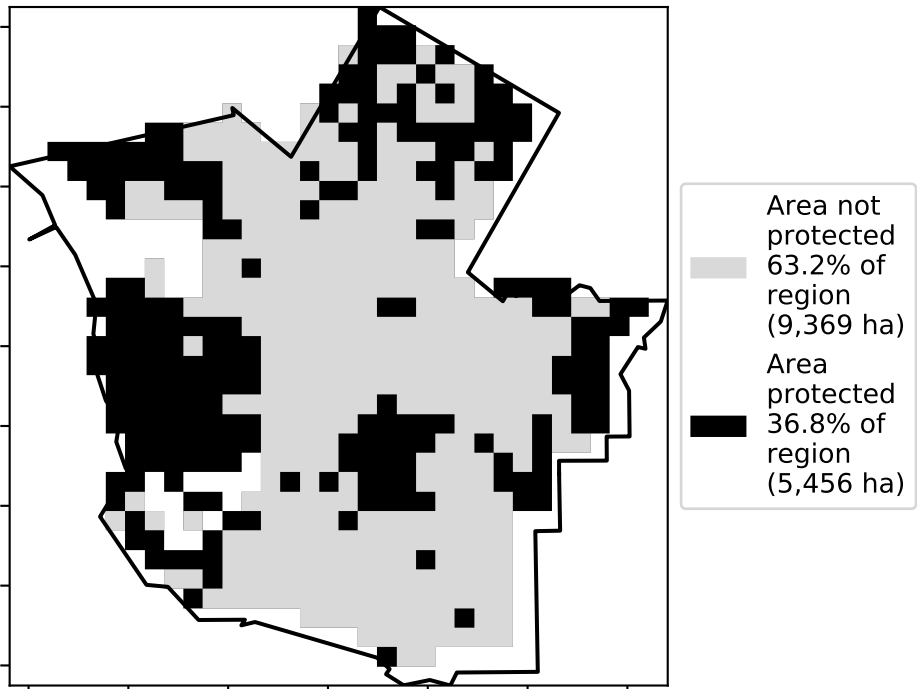 Area not
protected
63.2% of
region
(9,369 ha)
Area
protected
36.8% of
region
(5,456 ha)